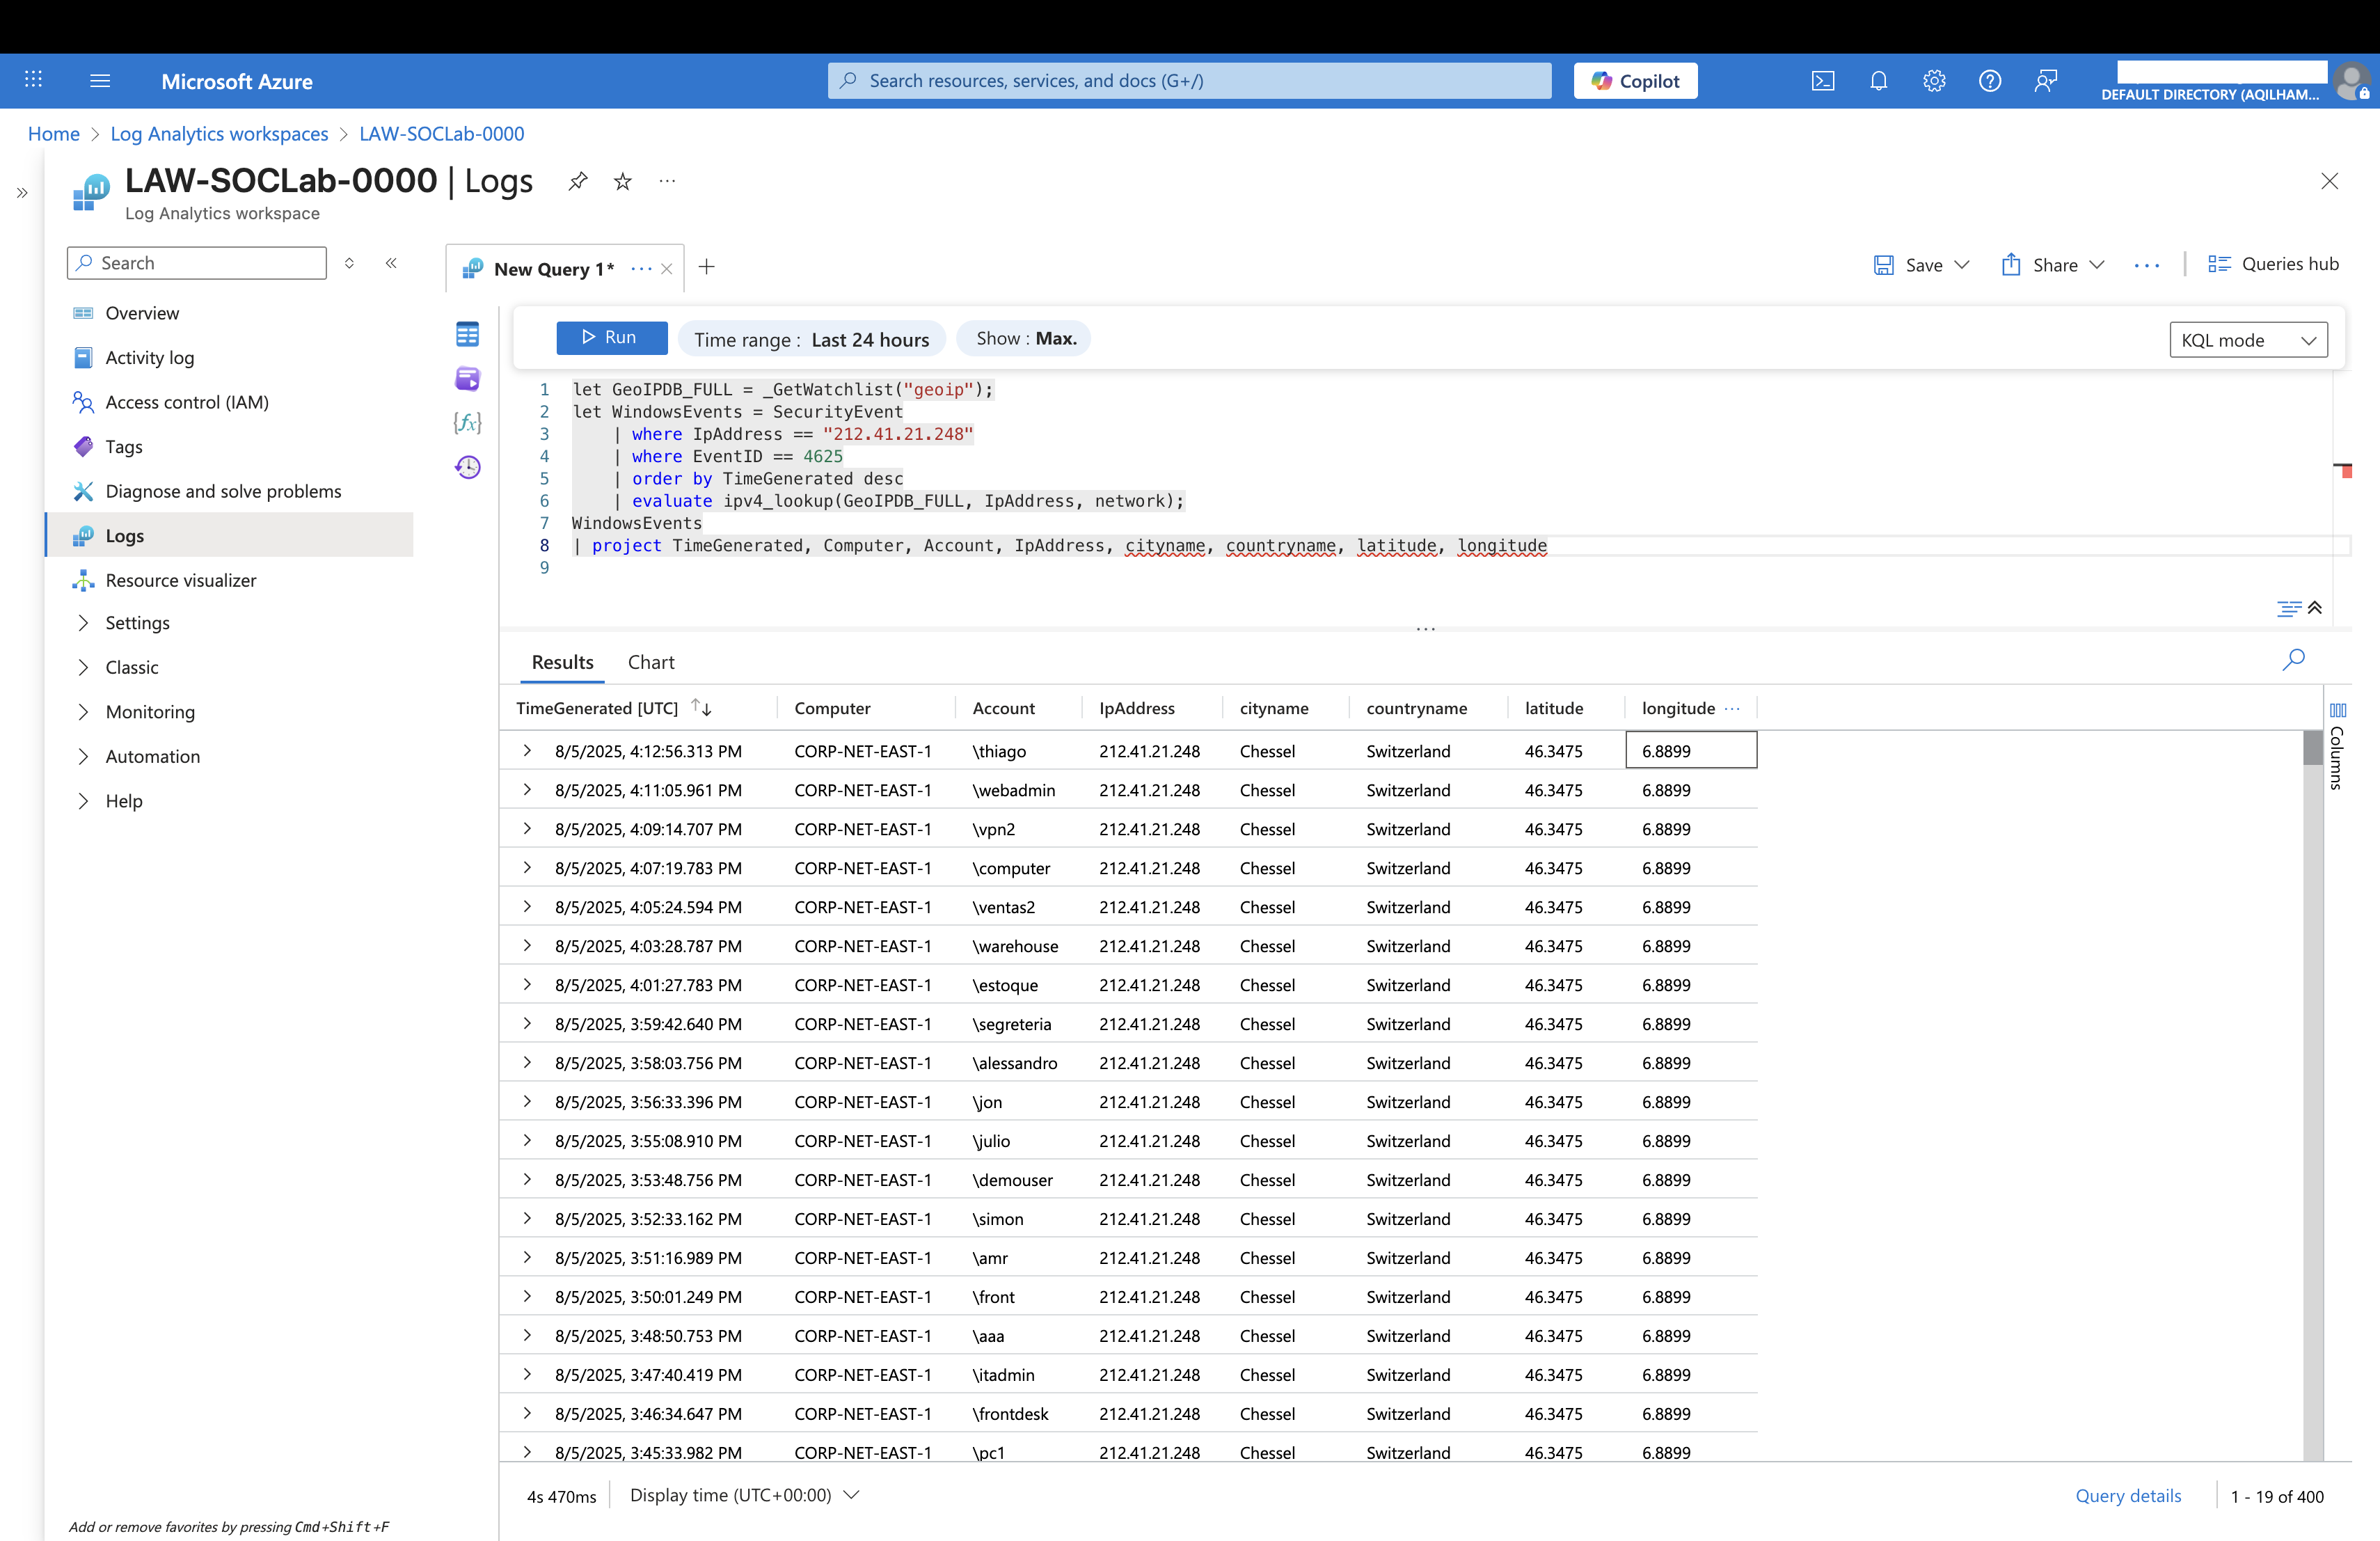 Microsoft Azure
Search resources, services, and docs (G+/)
Copilot
DEFAULT DIRECTORY (AQILHAM...
Home > Log Analytics workspaces > LAW-SOCLab-0000
LAW-SOCLab-0000 | Logs
Log Analytics workspace
Search
Overview
Activity log
Access control (IAM)
Tags
Diagnose and solve problems
Logs
Resource visualizer
Settings
Classic
Monitoring
Automation
Help
Add or remove favorites by pressing Cmd+Shift+F
New Query 1*
Save
Share
Queries hub
Run
Time range : Last 24 hours
Show : Max.
KQL mode
1 let GeoIPDB_FULL = _GetWatchlist("geoip");
2 let WindowsEvents = SecurityEvent
3 | where IpAddress == "212.41.21.248"
4 | where EventID == 4625
5 | order by TimeGenerated desc
6 | evaluate ipv4_lookup(GeoIPDB_FULL, IpAddress, network);
7 WindowsEvents
8 | project TimeGenerated, Computer, Account, IpAddress, cityname, countryname, latitude, longitude
9
Results Chart
TimeGenerated [UTC] Computer Account IpAddress cityname countryname latitude longitude
8/5/2025, 4:12:56.313 PM CORP-NET-EAST-1 \thiago 212.41.21.248 Chessel Switzerland 46.3475 6.8899
8/5/2025, 4:11:05.961 PM CORP-NET-EAST-1 \webadmin 212.41.21.248 Chessel Switzerland 46.3475 6.8899
8/5/2025, 4:09:14.707 PM CORP-NET-EAST-1 \vpn2 212.41.21.248 Chessel Switzerland 46.3475 6.8899
8/5/2025, 4:07:19.783 PM CORP-NET-EAST-1 \computer 212.41.21.248 Chessel Switzerland 46.3475 6.8899
8/5/2025, 4:05:24.594 PM CORP-NET-EAST-1 \ventas2 212.41.21.248 Chessel Switzerland 46.3475 6.8899
8/5/2025, 4:03:28.787 PM CORP-NET-EAST-1 \warehouse 212.41.21.248 Chessel Switzerland 46.3475 6.8899
8/5/2025, 4:01:27.783 PM CORP-NET-EAST-1 \estoque 212.41.21.248 Chessel Switzerland 46.3475 6.8899
8/5/2025, 3:59:42.640 PM CORP-NET-EAST-1 \segreteria 212.41.21.248 Chessel Switzerland 46.3475 6.8899
8/5/2025, 3:58:03.756 PM CORP-NET-EAST-1 \alessandro 212.41.21.248 Chessel Switzerland 46.3475 6.8899
8/5/2025, 3:56:33.396 PM CORP-NET-EAST-1 \jon 212.41.21.248 Chessel Switzerland 46.3475 6.8899
8/5/2025, 3:55:08.910 PM CORP-NET-EAST-1 \julio 212.41.21.248 Chessel Switzerland 46.3475 6.8899
8/5/2025, 3:53:48.756 PM CORP-NET-EAST-1 \demouser 212.41.21.248 Chessel Switzerland 46.3475 6.8899
8/5/2025, 3:52:33.162 PM CORP-NET-EAST-1 \simon 212.41.21.248 Chessel Switzerland 46.3475 6.8899
8/5/2025, 3:51:16.989 PM CORP-NET-EAST-1 \amr 212.41.21.248 Chessel Switzerland 46.3475 6.8899
8/5/2025, 3:50:01.249 PM CORP-NET-EAST-1 \front 212.41.21.248 Chessel Switzerland 46.3475 6.8899
8/5/2025, 3:48:50.753 PM CORP-NET-EAST-1 \aaa 212.41.21.248 Chessel Switzerland 46.3475 6.8899
8/5/2025, 3:47:40.419 PM CORP-NET-EAST-1 \itadmin 212.41.21.248 Chessel Switzerland 46.3475 6.8899
8/5/2025, 3:46:34.647 PM CORP-NET-EAST-1 \frontdesk 212.41.21.248 Chessel Switzerland 46.3475 6.8899
8/5/2025, 3:45:33.982 PM CORP-NET-EAST-1 \pc1 212.41.21.248 Chessel Switzerland 46.3475 6.8899
Columns
4s 470ms
Display time (UTC+00:00)
Query details
1 - 19 of 400